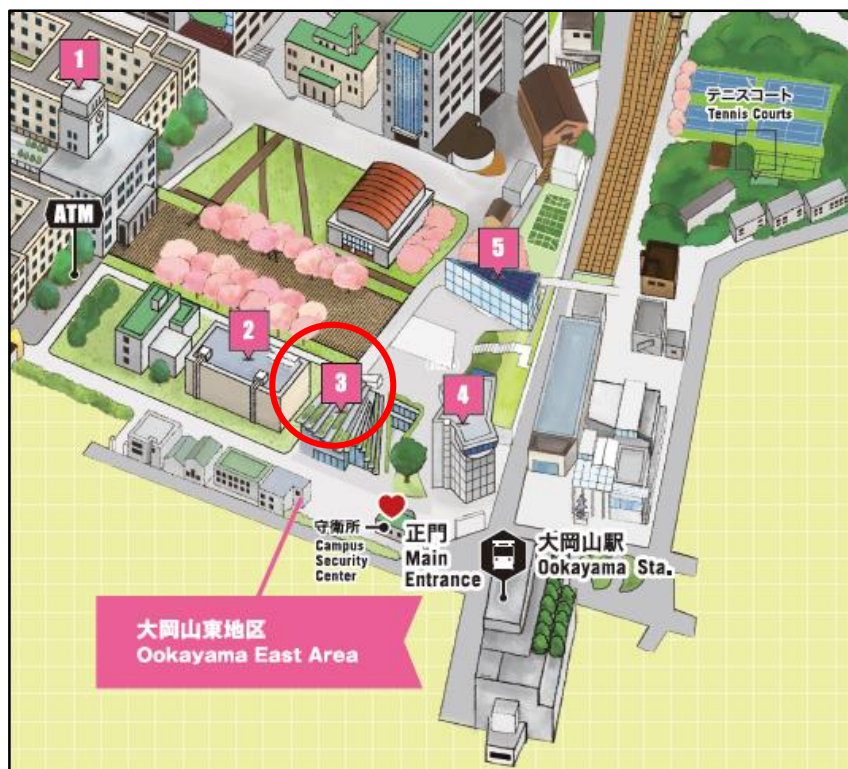 1
テニスコート
Tennis Courts
ATM
5
2
3
4
守衛所
Campus
Security
Center
正門
Main
Entrance
大岡山駅
Ookayama Sta.
大岡山東地区
Ookayama East Area